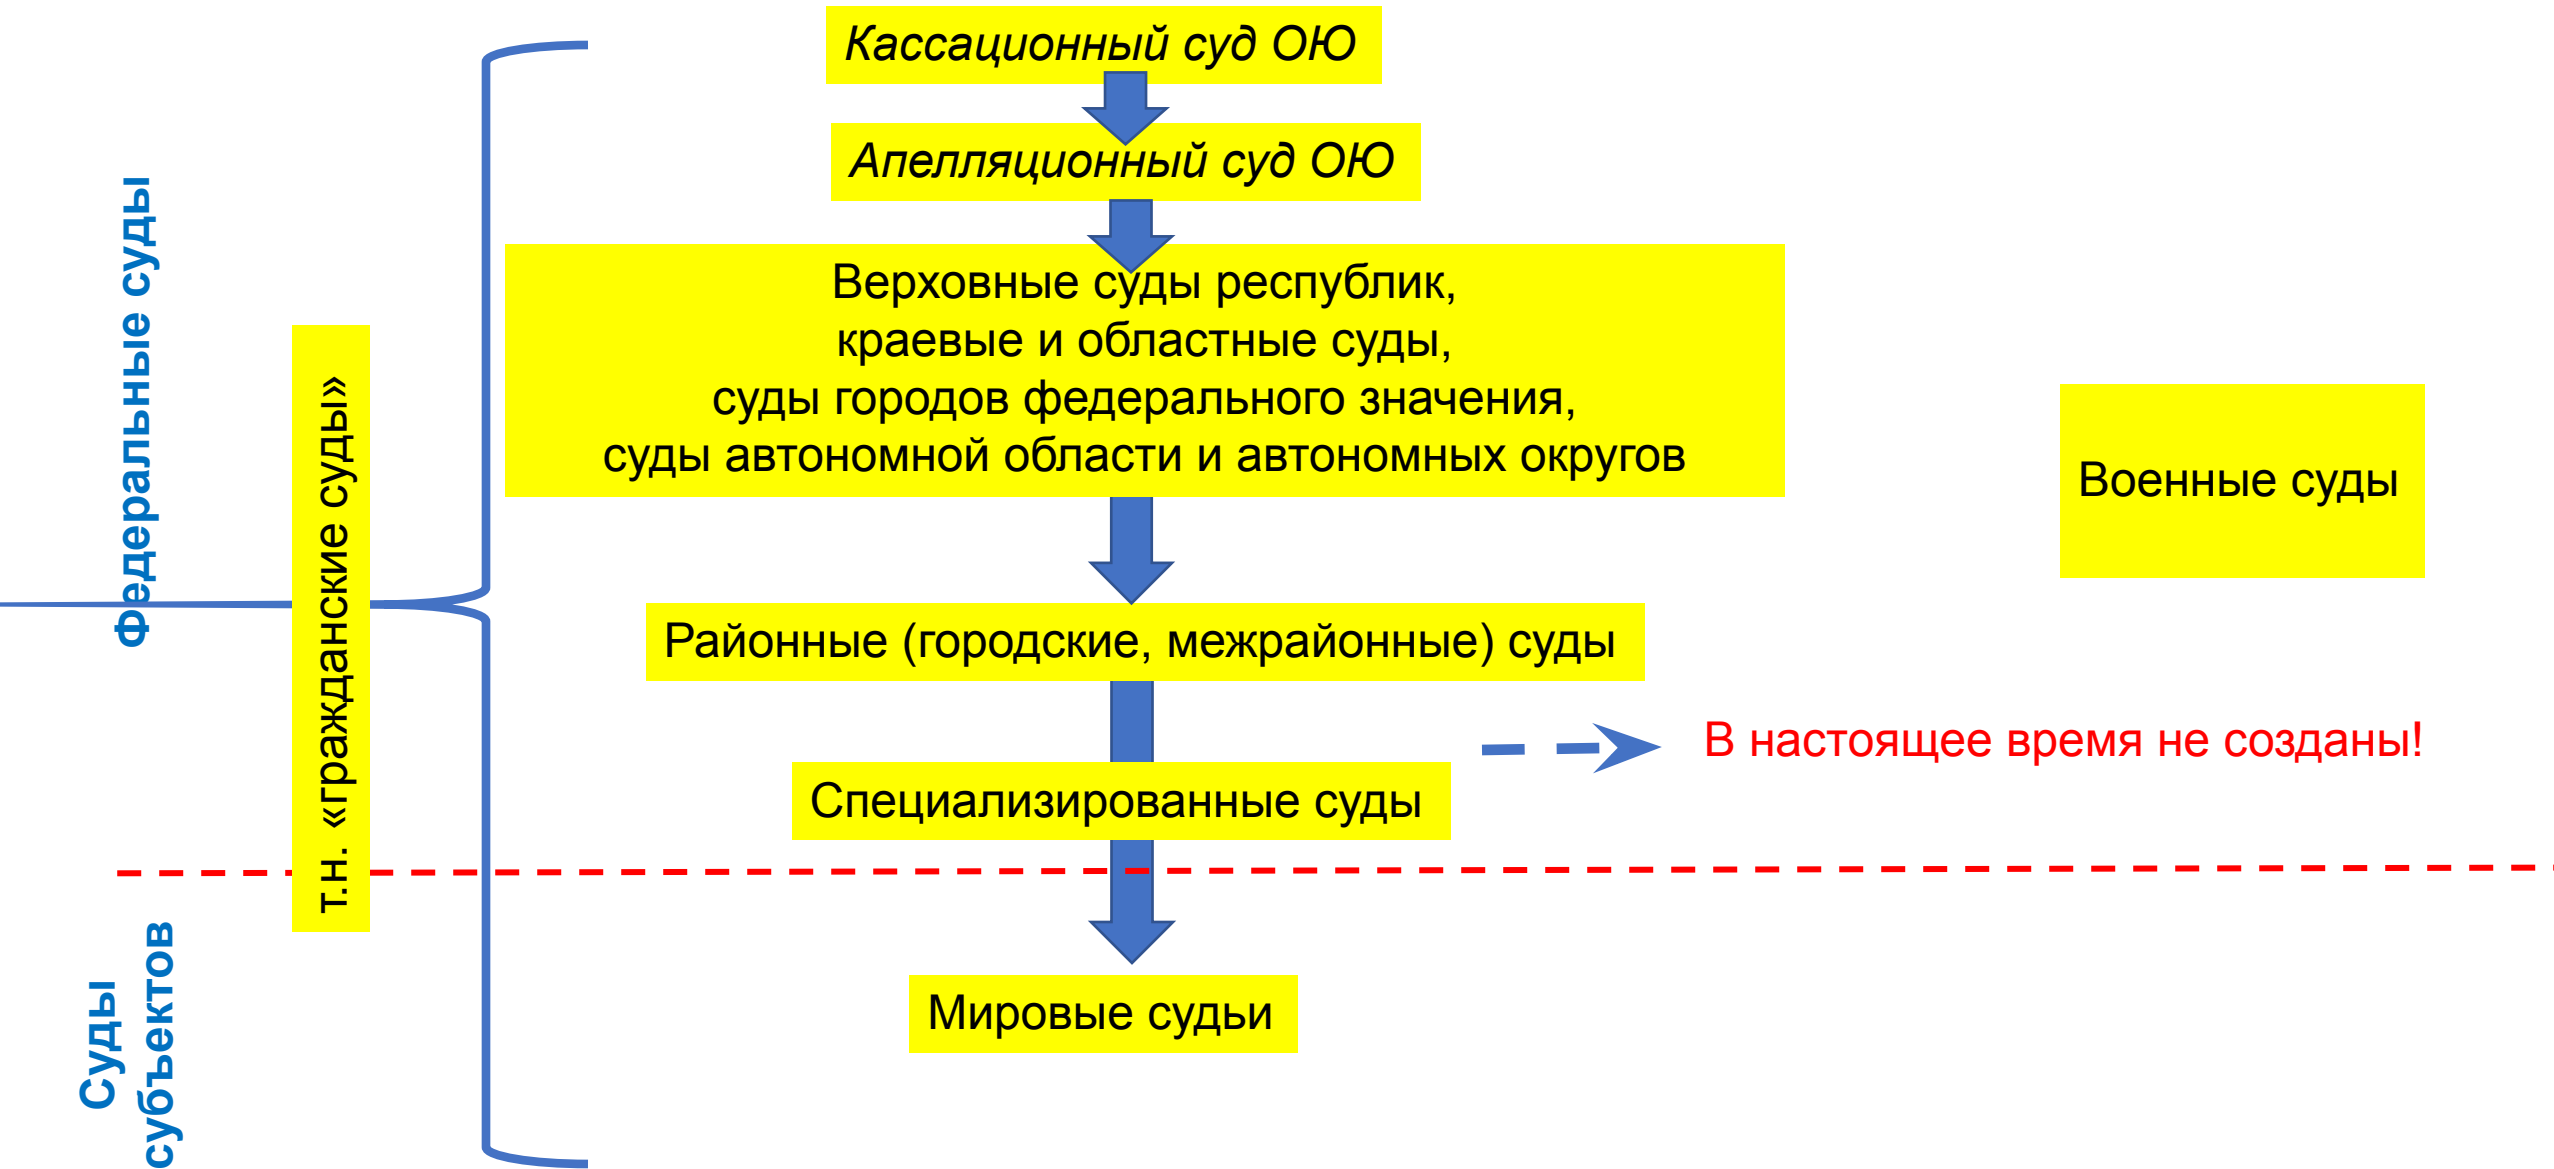 Кассационный суд ОЮ
Апелляционный суд ОЮ
Верховные суды республик,
краевые и областные суды,
суды городов федерального значения,
суды автономной области и автономных округов
Районные (городские, межрайонные) суды
Специализированные суды
В настоящее время не созданы!
Мировые судьи
Военные суды
Федеральные суды
т.н. «гражданские суды»
Суды
субъектов